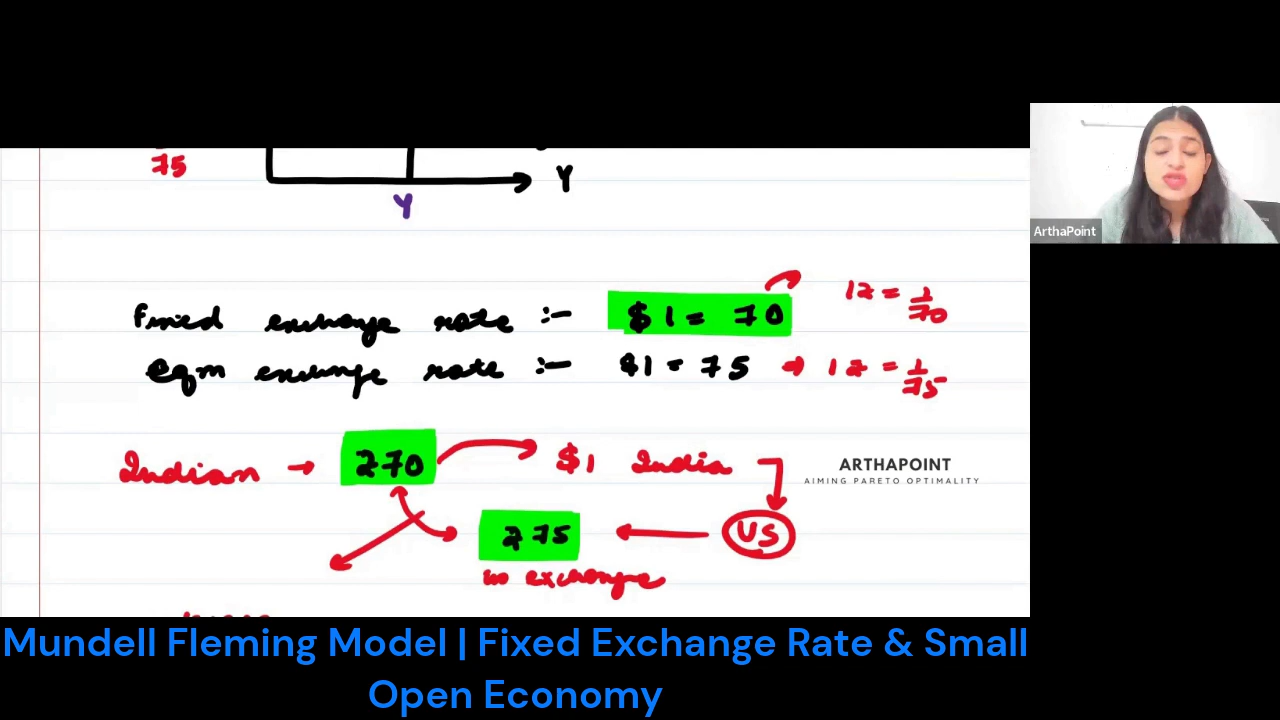 75
Y
Y
Fixed exchange rate :- $1 = 70 1₹ = 1/70
eqm exchange rate :- $1 = 75 → 1₹ = 1/75
Indian → ₹70 $1 India
ARTHAPOINT
AIMING PARETO OPTIMALITY
₹75 US
in exchange
ArthaPoint
Mundell Fleming Model | Fixed Exchange Rate & Small
Open Economy